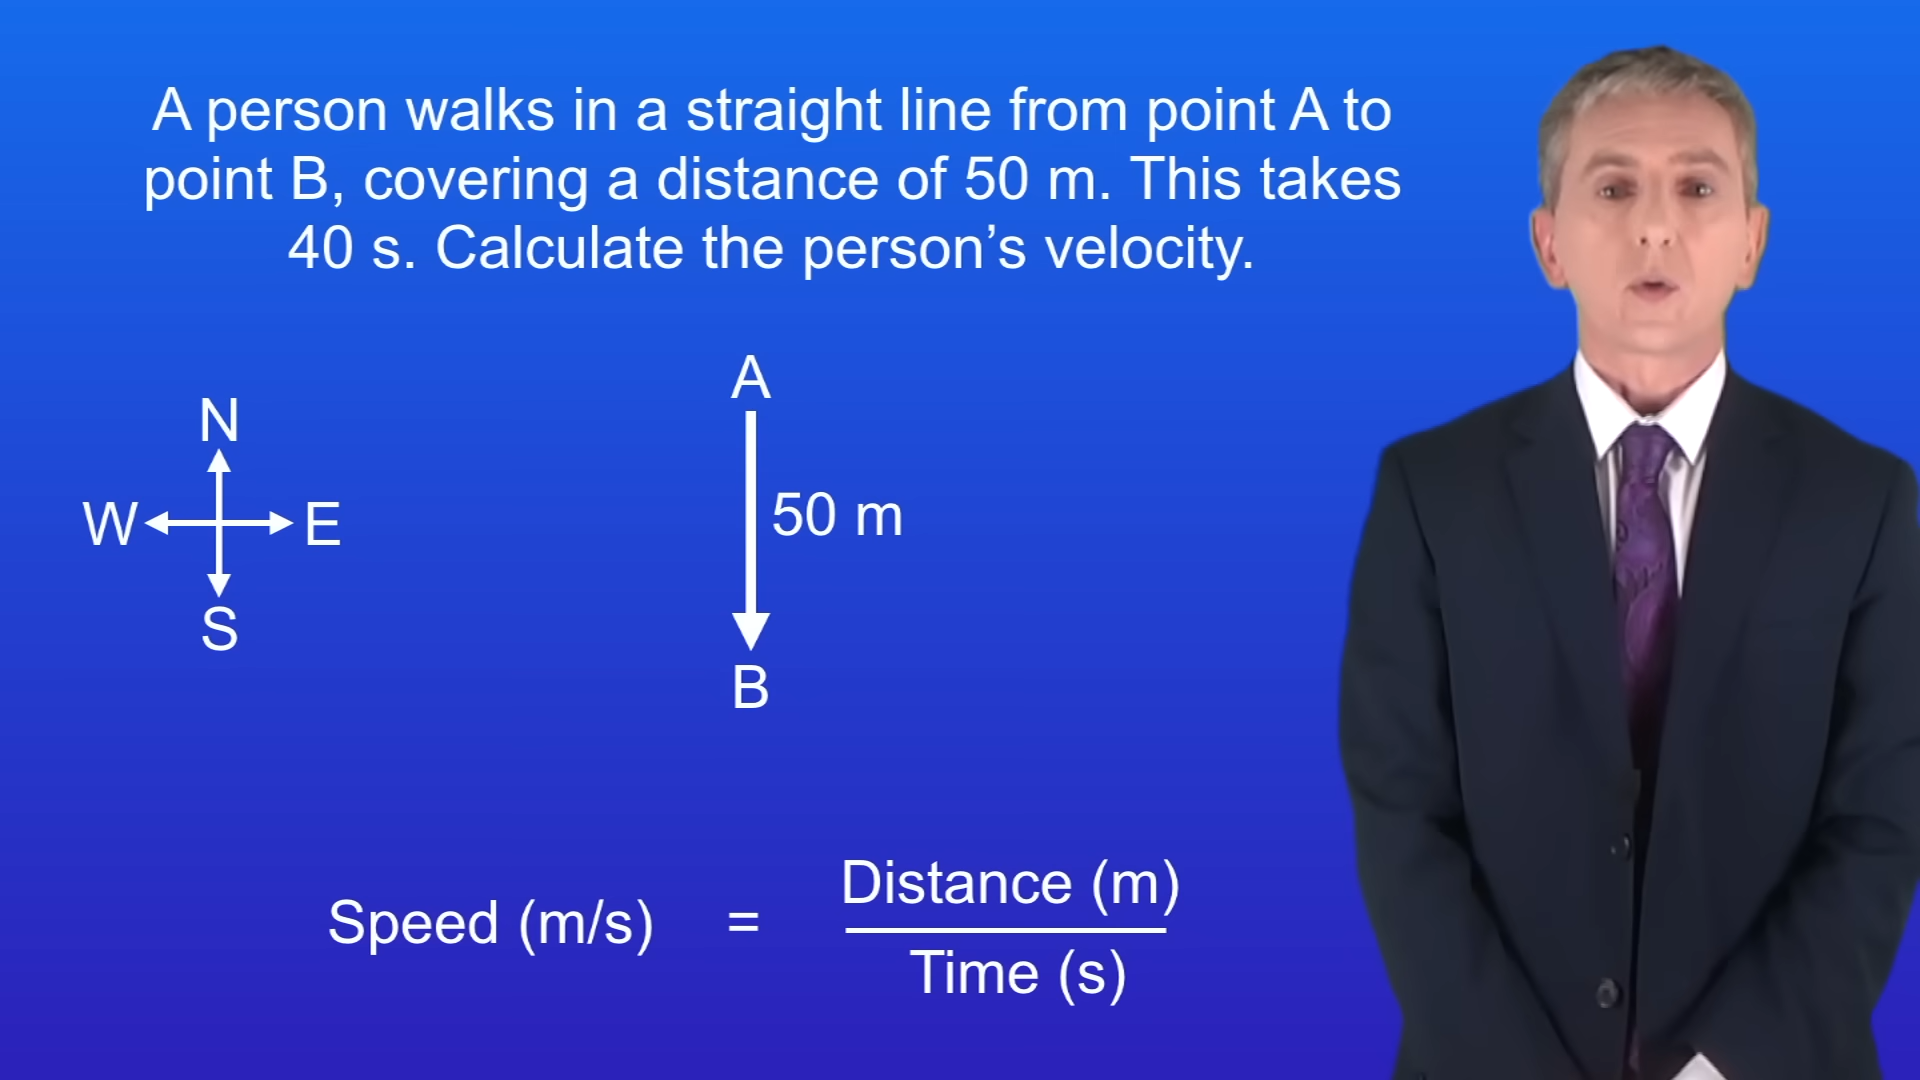 A person walks in a straight line from point A to
point B, covering a distance of 50 m. This takes
40 s. Calculate the person’s velocity.
N
W E
S
A
50 m
B
Speed (m/s) = Distance (m)
Time (s)